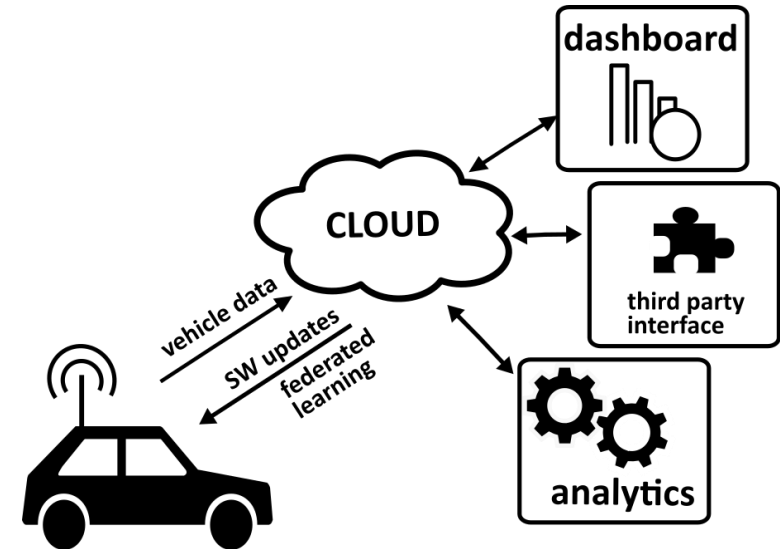 dashboard
CLOUD
third party
interface
vehicle data
SW updates
federated
learning
analytics